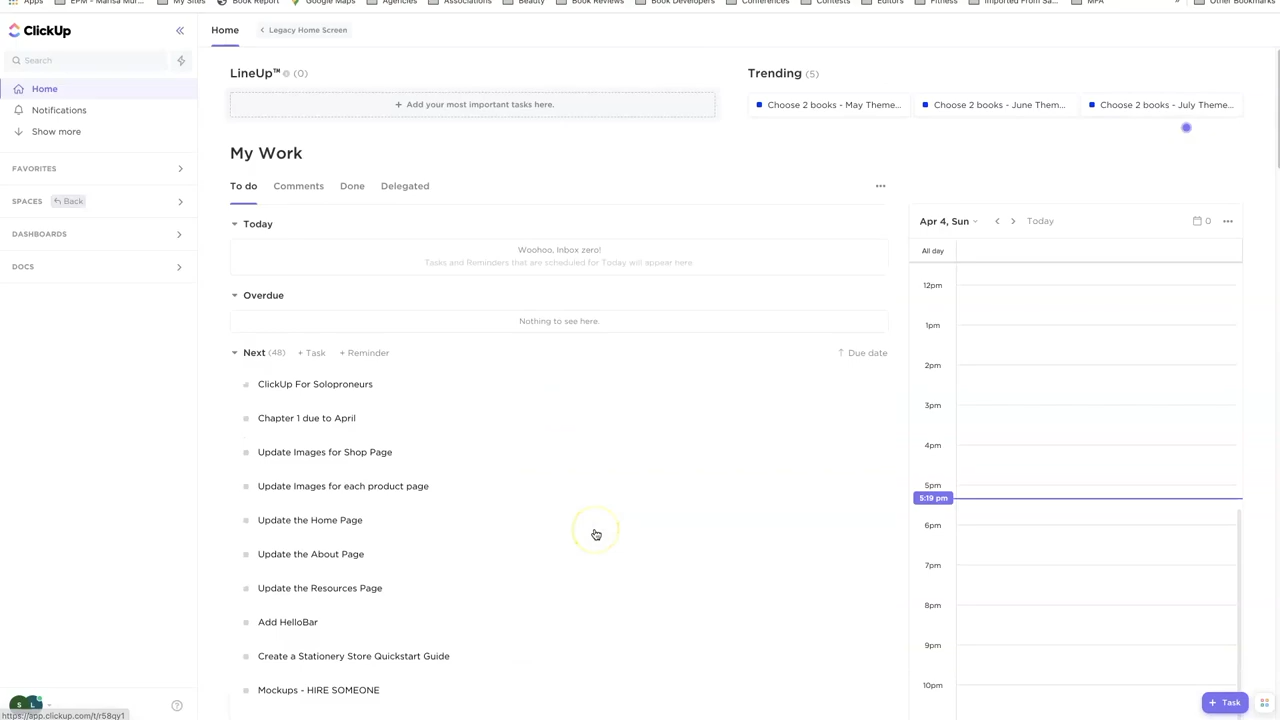 Apps EPM - Marisa Mur... My Sites Book Report Google Maps Agencies Associations Beauty Book Reviews Book Developers Conferences Contests Editors Fitness Imported From Sa... MFA » Other Bookmarks
ClickUp «
Home < Legacy Home Screen
Search
Home
Notifications
Show more
FAVORITES
SPACES Back
DASHBOARDS
DOCS
LineUp™ (0)
+ Add your most important tasks here.
Trending (5)
Choose 2 books - May Theme...
Choose 2 books - June Them...
Choose 2 books - July Theme...
My Work
To do Comments Done Delegated
Today
Woohoo, Inbox zero!
Tasks and Reminders that are scheduled for Today will appear here.
Overdue
Nothing to see here.
Next (48) + Task + Reminder ↑ Due date
ClickUp For Soloproneurs
Chapter 1 due to April
Update Images for Shop Page
Update Images for each product page
Update the Home Page
Update the About Page
Update the Resources Page
Add HelloBar
Create a Stationery Store Quickstart Guide
Mockups - HIRE SOMEONE
Apr 4, Sun < > Today 0
All day
12pm
1pm
2pm
3pm
4pm
5pm
5:19 pm
6pm
7pm
8pm
9pm
10pm
+ Task
S L
https://app.clickup.com/t/r58qy1